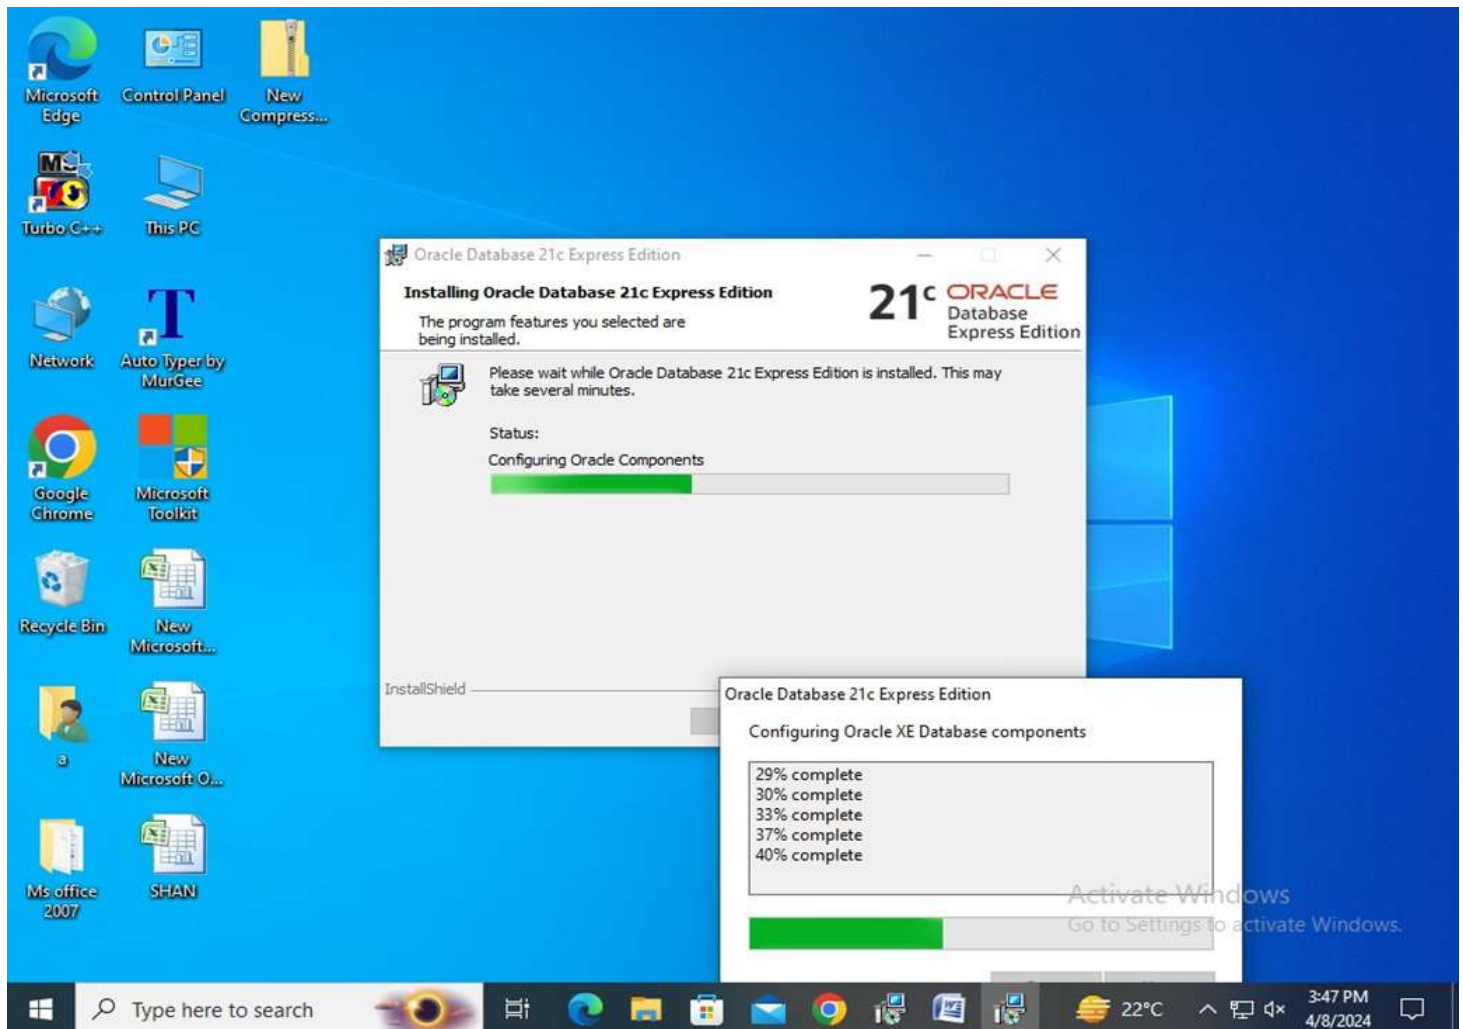 Microsoft
Edge
Control Panel
New
Compress...
Turbo C++
This PC
Network
Auto Typer by
MurGee
Google
Chrome
Microsoft
Toolkit
Recycle Bin
New
Microsoft...
a
New
Microsoft O...
Ms office
2007
SHAN
Oracle Database 21c Express Edition
Installing Oracle Database 21c Express Edition
The program features you selected are
being installed.
21c ORACLE
Database
Express Edition
Please wait while Oracle Database 21c Express Edition is installed. This may
take several minutes.
Status:
Configuring Oracle Components
InstallShield
Oracle Database 21c Express Edition
Configuring Oracle XE Database components
29% complete
30% complete
33% complete
37% complete
40% complete
Activate Windows
Go to Settings to activate Windows.
Type here to search
22°C
3:47 PM
4/8/2024